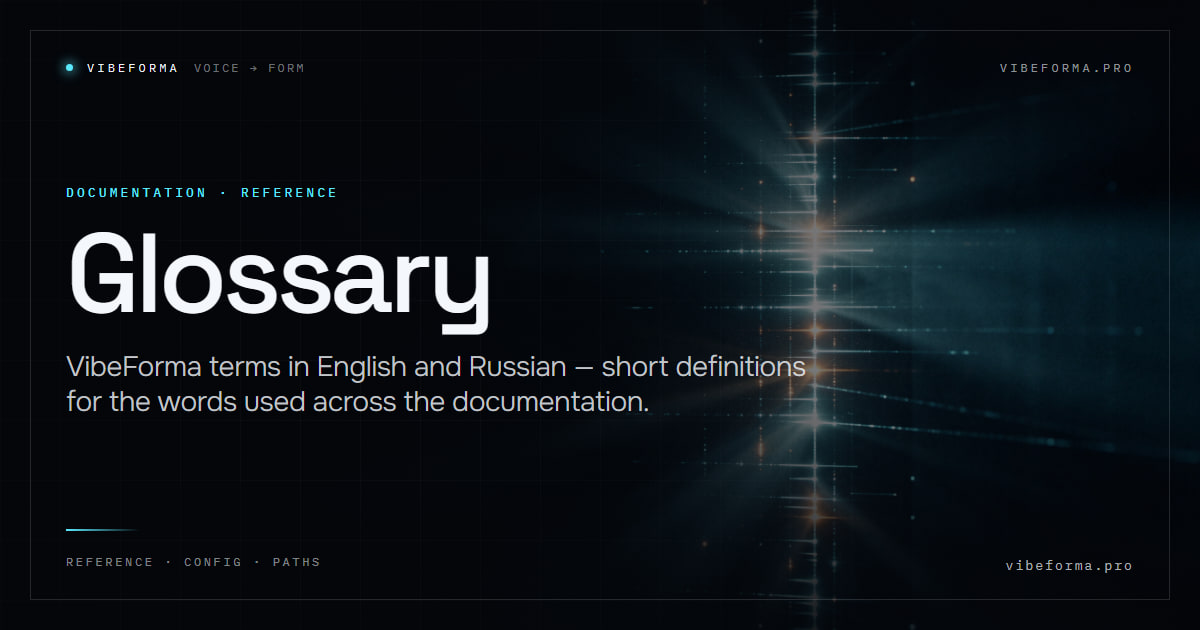 VIBEFORMA VOICE → FORM
VIBEFORMA.PRO
DOCUMENTATION · REFERENCE
Glossary
VibeForma terms in English and Russian — short definitions
for the words used across the documentation.
REFERENCE · CONFIG · PATHS
vibeforma.pro